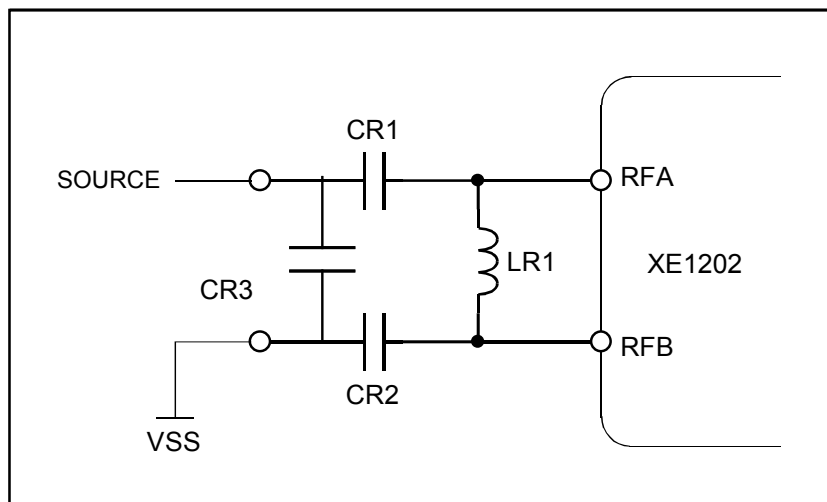 CR1
SOURCE
RFA
CR3
LR1
XE1202
RFB
CR2
VSS